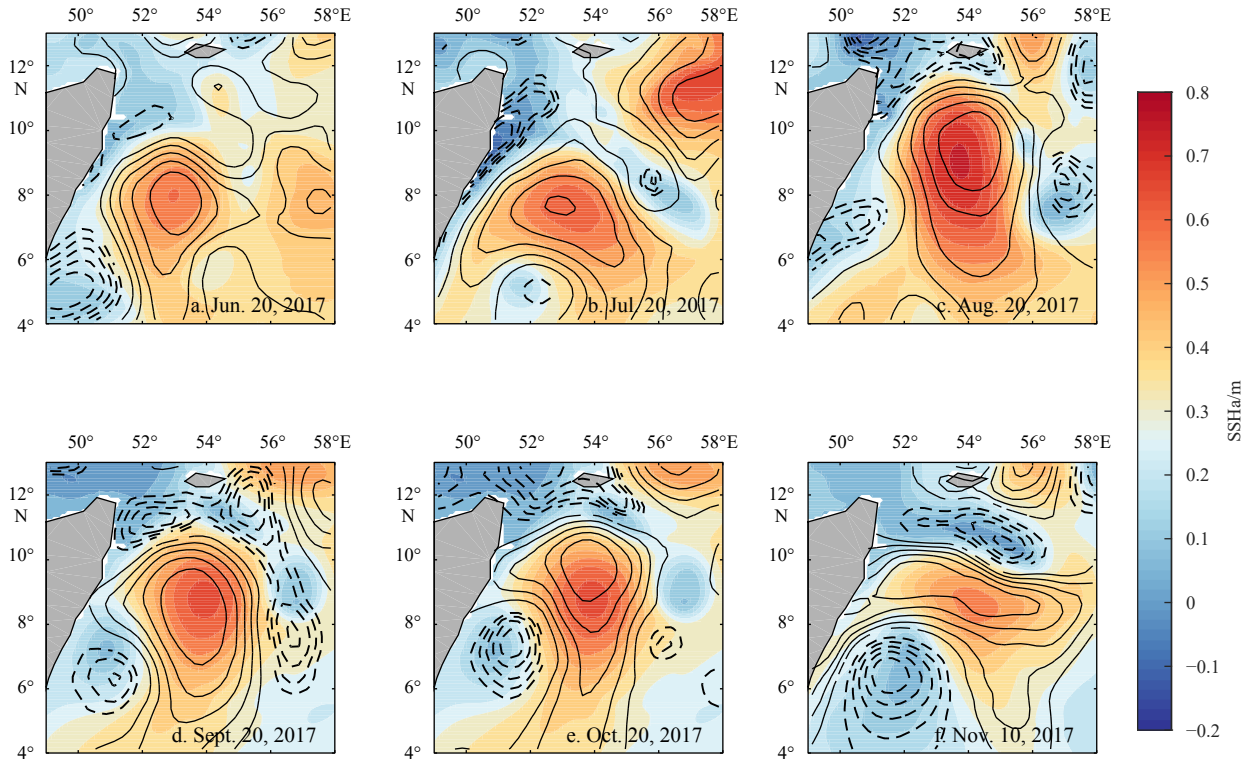 50° 52° 54° 56° 58°E 50° 52° 54° 56° 58°E 50° 52° 54° 56° 58°E
12° 12° 12° 0.8
N N N
0.7
10° 10° 10° 0.6
0.5
8° 8° 8°
0.4
6° 6° 6°
a. Jun. 20, 2017 b. Jul. 20, 2017 c. Aug. 20, 2017
4° 4° 4°
0.3
SSHa/m
50° 52° 54° 56° 58°E 50° 52° 54° 56° 58°E 50° 52° 54° 56° 58°E
0.2
12° 12° 12°
N N N
0.1
10° 10° 10°
0
8° 8° 8°
−0.1
6° 6° 6°
d. Sept. 20, 2017 e. Oct. 20, 2017 f. Nov. 10, 2017
−0.2
4° 4° 4°